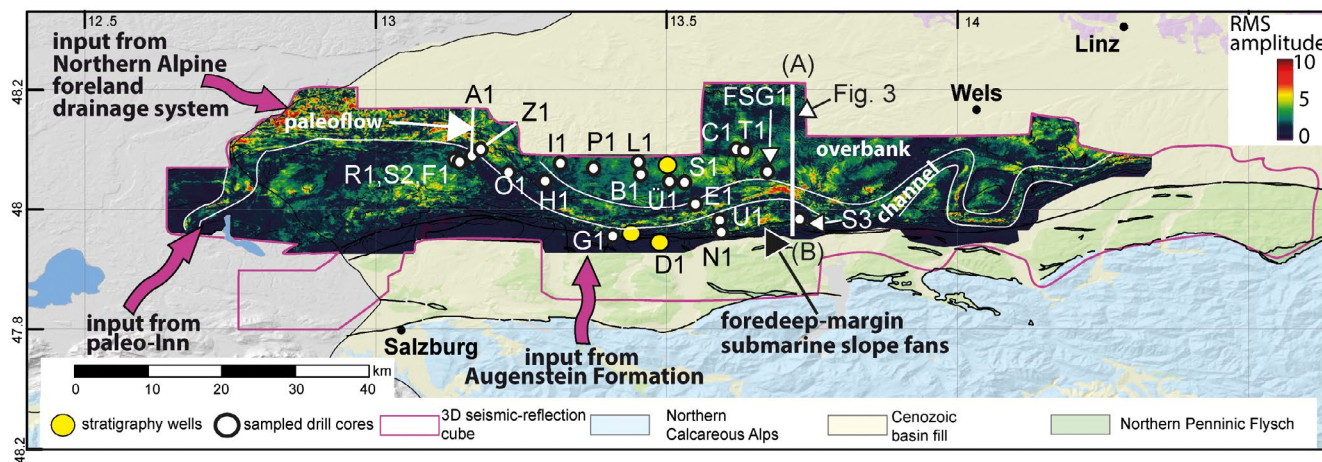 12.5
13
13.5
14
48.2
48
47.8
48.2
input from
Northern Alpine
foreland
drainage system
A1
Z1
paleoflow
I1
P1
L1
R1,S2,F1
O1
H1
B1
Ü1
S1
E1
U1
G1
D1
N1
C1
T1
FSG1
(A)
Fig. 3
(B)
S3
overbank
channel
Linz
Wels
RMS
amplitude
10
5
0
input from
paleo-Inn
Salzburg
input from
Augenstein Formation
foredeep-margin
submarine slope fans
0
10
20
30
40
km
stratigraphy wells
sampled drill cores
3D seismic-reflection
cube
Northern
Calcareous Alps
Cenozoic
basin fill
Northern Penninic Flysch